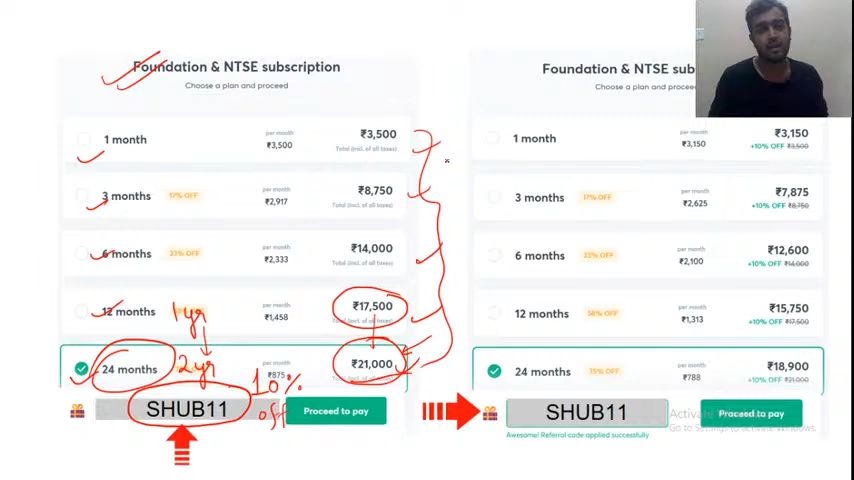 Foundation & NTSE subscription
Choose a plan and proceed
1 month
per month
₹3,500
₹3,500
Total (incl. of all taxes)
3 months
17% OFF
per month
₹2,917
₹8,750
Total (incl. of all taxes)
6 months
33% OFF
per month
₹2,333
₹14,000
Total (incl. of all taxes)
12 months
1yr
per month
₹1,458
₹17,500
Total (incl. of all taxes)
24 months
2yr
₹875
₹21,000
SHUB11
10% off
Proceed to pay
Foundation & NTSE sub
Choose a plan and proce
1 month
per month
₹3,150
₹3,150
+10% OFF ₹3,500
3 months
17% OFF
per month
₹2,625
₹7,875
+10% OFF ₹8,750
6 months
33% OFF
per month
₹2,100
₹12,600
+10% OFF ₹14,000
12 months
58% OFF
per month
₹1,313
₹15,750
+10% OFF ₹17,500
24 months
75% OFF
per month
₹788
₹18,900
+10% OFF ₹21,000
SHUB11
Proceed to pay
Awesome! Referral code applied successfully
Activate Windows
Go to Settings to activate Windows.